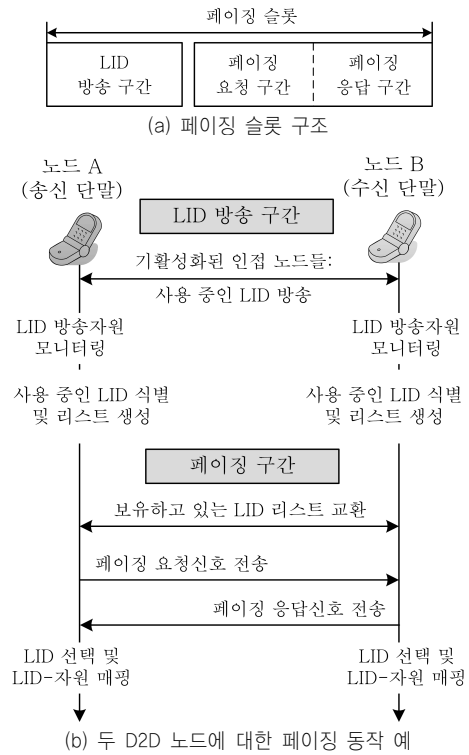 페이징 슬롯
LID
방송 구간
페이징
요청 구간
페이징
응답 구간
(a) 페이징 슬롯 구조
노드 A
(송신 단말)
노드 B
(수신 단말)
LID 방송 구간
기활성화된 인접 노드들:
사용 중인 LID 방송
LID 방송자원
모니터링
LID 방송자원
모니터링
사용 중인 LID 식별
및 리스트 생성
사용 중인 LID 식별
및 리스트 생성
페이징 구간
보유하고 있는 LID 리스트 교환
페이징 요청신호 전송
페이징 응답신호 전송
LID 선택 및
LID-자원 매핑
LID 선택 및
LID-자원 매핑
(b) 두 D2D 노드에 대한 페이징 동작 예